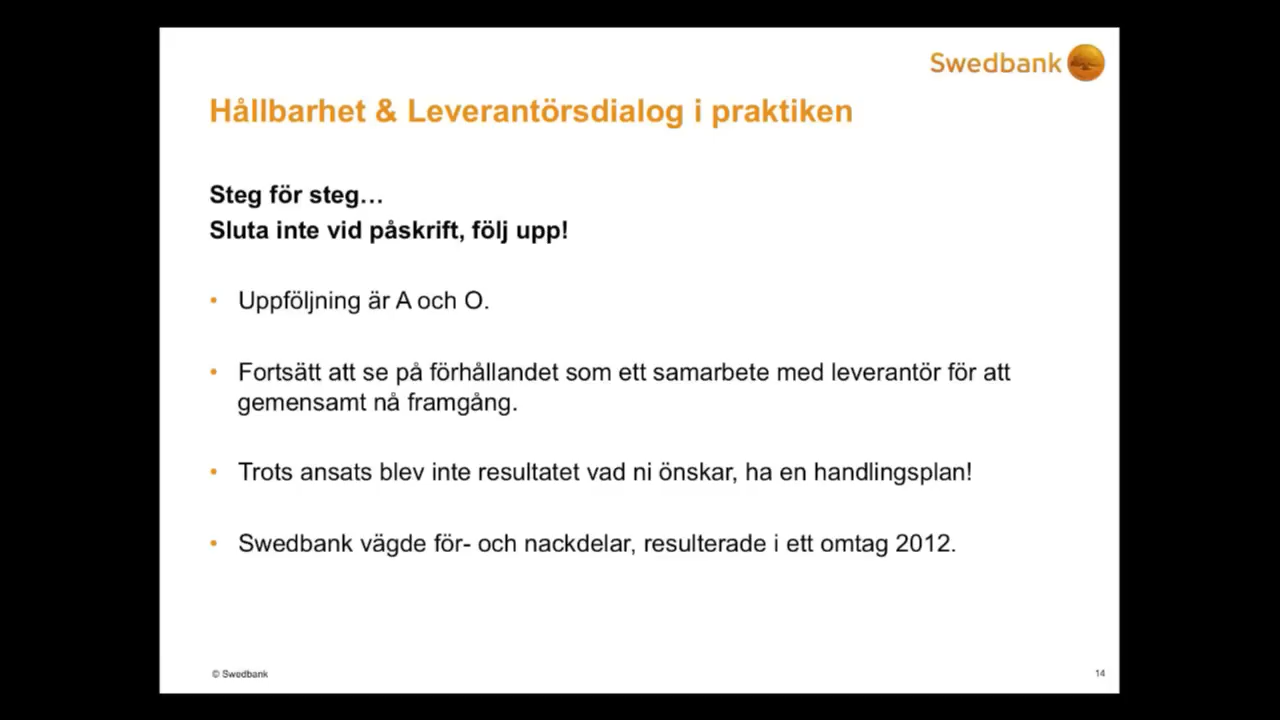 Swedbank
Hållbarhet & Leverantörsdialog i praktiken
Steg för steg…
Sluta inte vid påskrift, följ upp!
• Uppföljning är A och O.
• Fortsätt att se på förhållandet som ett samarbete med leverantör för att
gemensamt nå framgång.
• Trots ansats blev inte resultatet vad ni önskar, ha en handlingsplan!
• Swedbank vägde för- och nackdelar, resulterade i ett omtag 2012.
© Swedbank
14